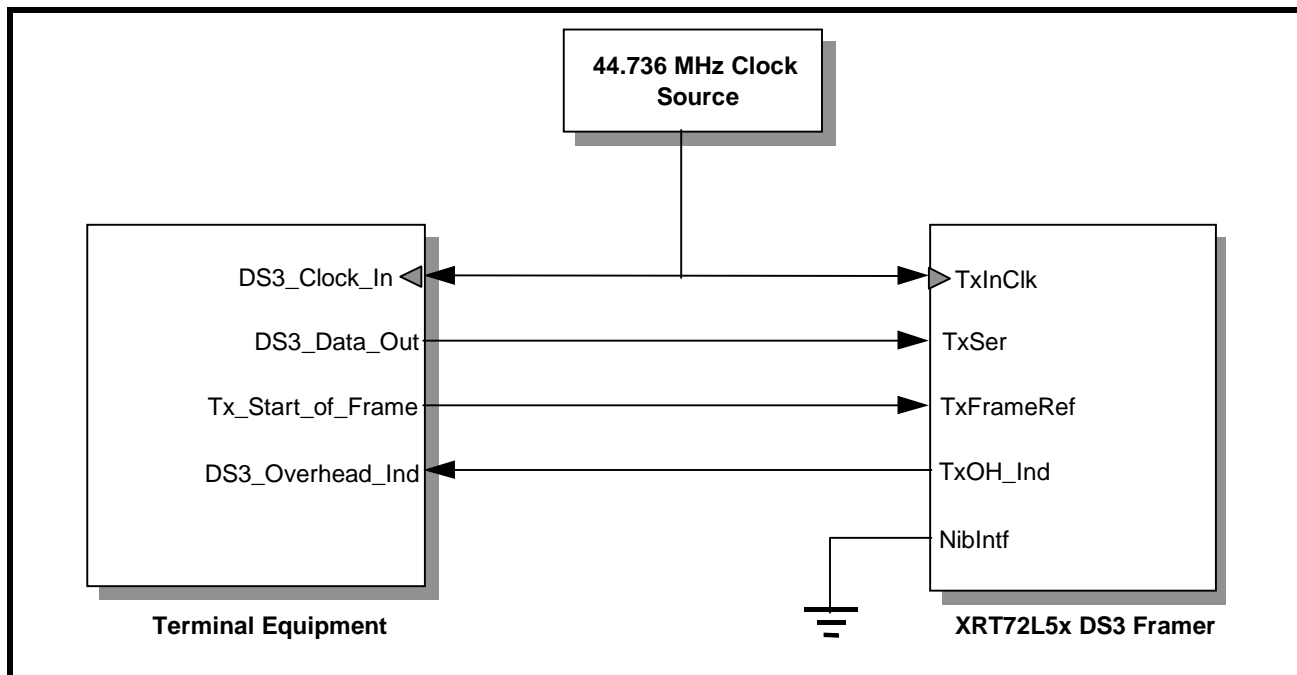 44.736 MHz Clock
Source
DS3_Clock_In
TxInClk
DS3_Data_Out
TxSer
Tx_Start_of_Frame
TxFrameRef
DS3_Overhead_Ind
TxOH_Ind
NibIntf
Terminal Equipment
XRT72L5x DS3 Framer